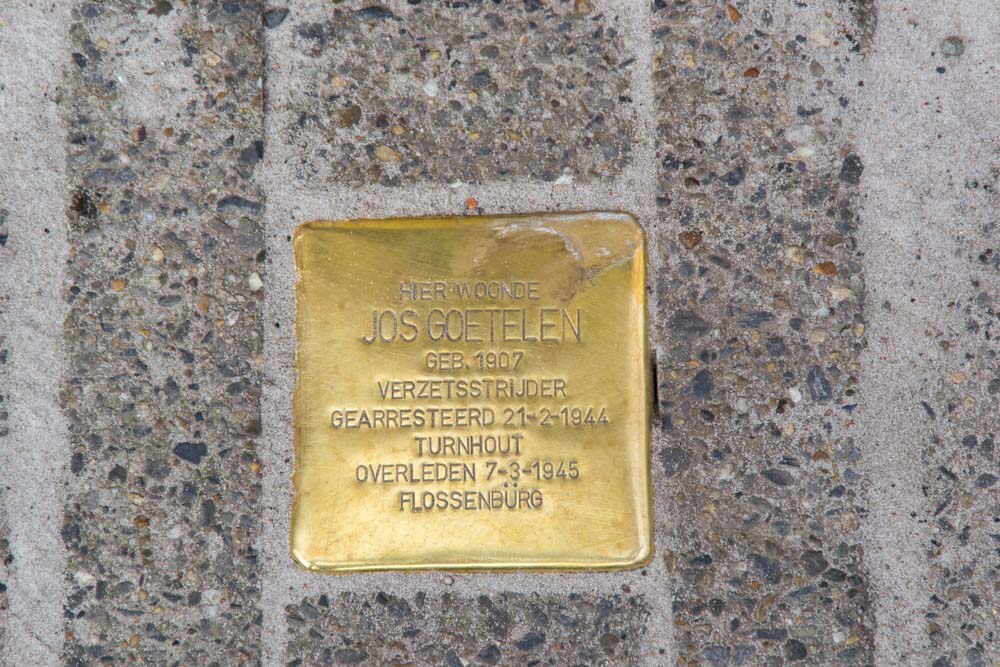 HIER WOONDE
JOS GOETELEN
GEB. 1907
VERZETSSTRIJDER
GEARRESTEERD 21-2-1944
TURNHOUT
OVERLEDEN 7-3-1945
FLOSSENBÜRG